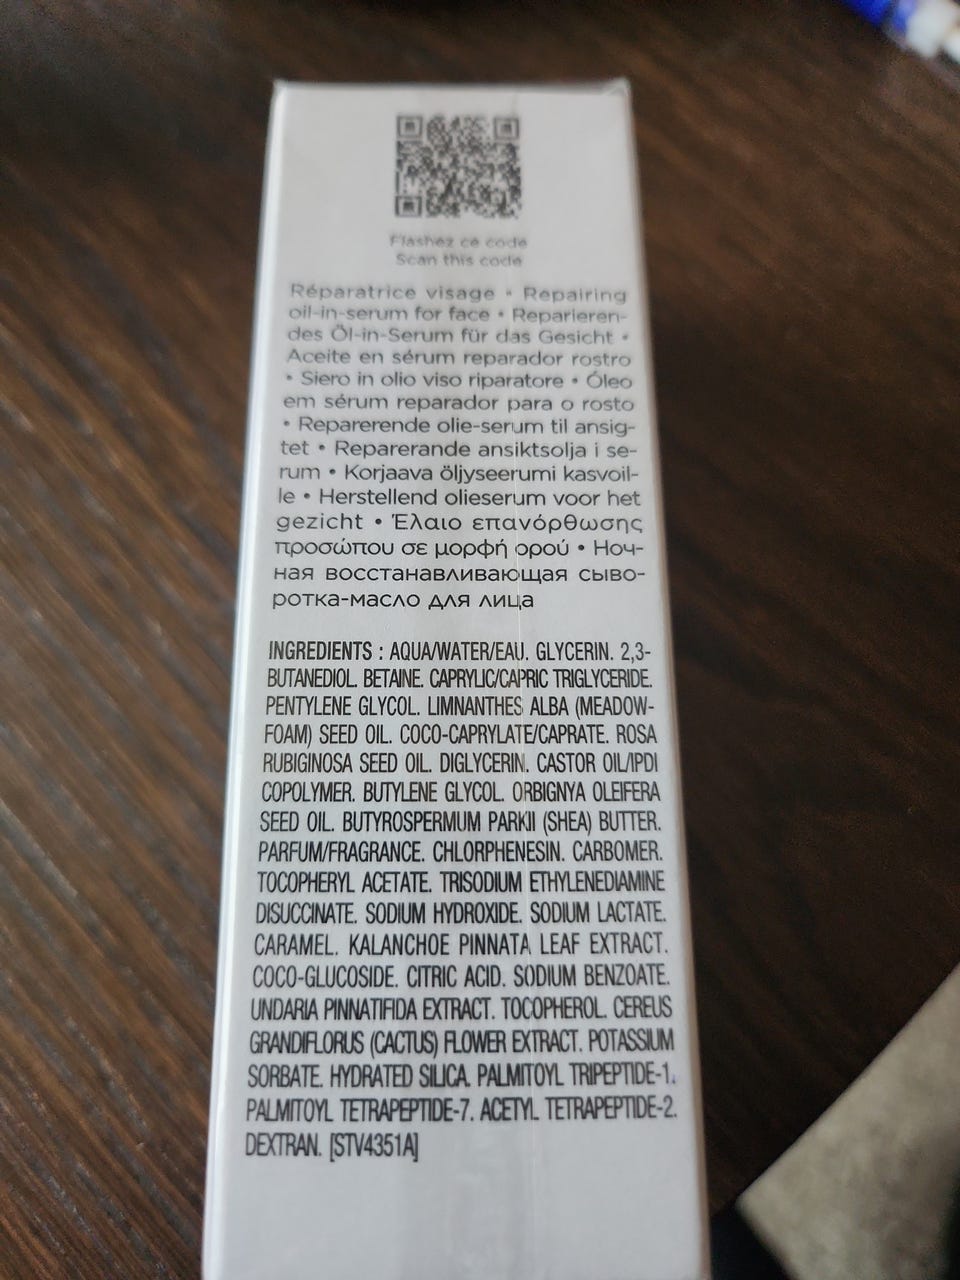 Flashez ce code
Scan this code
Réparatrice visage • Repairing
oil-in-serum for face • Reparieren-
des Öl-in-Serum für das Gesicht •
Aceite en sérum reparador rostro
• Siero in olio viso riparatore • Óleo
em sérum reparador para o rosto
• Reparerende olie-serum til ansig-
tet • Reparerande ansiktsolja i se-
rum • Korjaava öljyseerumi kasvoil-
le • Herstellend olieserum voor het
gezicht • Έλαιο επανόρθωσης
προσώπου σε μορφή ορού • Ноч-
ная восстанавливающая сыво-
ротка-масло для лица
INGREDIENTS : AQUA/WATER/EAU. GLYCERIN. 2,3-
BUTANEDIOL. BETAINE. CAPRYLIC/CAPRIC TRIGLYCERIDE.
PENTYLENE GLYCOL. LIMNANTHES ALBA (MEADOW-
FOAM) SEED OIL. COCO-CAPRYLATE/CAPRATE. ROSA
RUBIGINOSA SEED OIL. DIGLYCERIN. CASTOR OIL/IPDI
COPOLYMER. BUTYLENE GLYCOL. ORBIGNYA OLEIFERA
SEED OIL. BUTYROSPERMUM PARKII (SHEA) BUTTER.
PARFUM/FRAGRANCE. CHLORPHENESIN. CARBOMER.
TOCOPHERYL ACETATE. TRISODIUM ETHYLENEDIAMINE
DISUCCINATE. SODIUM HYDROXIDE. SODIUM LACTATE.
CARAMEL. KALANCHOE PINNATA LEAF EXTRACT.
COCO-GLUCOSIDE. CITRIC ACID. SODIUM BENZOATE.
UNDARIA PINNATIFIDA EXTRACT. TOCOPHEROL. CEREUS
GRANDIFLORUS (CACTUS) FLOWER EXTRACT. POTASSIUM
SORBATE. HYDRATED SILICA. PALMITOYL TRIPEPTIDE-1.
PALMITOYL TETRAPEPTIDE-7. ACETYL TETRAPEPTIDE-2.
DEXTRAN. [STV4351A]